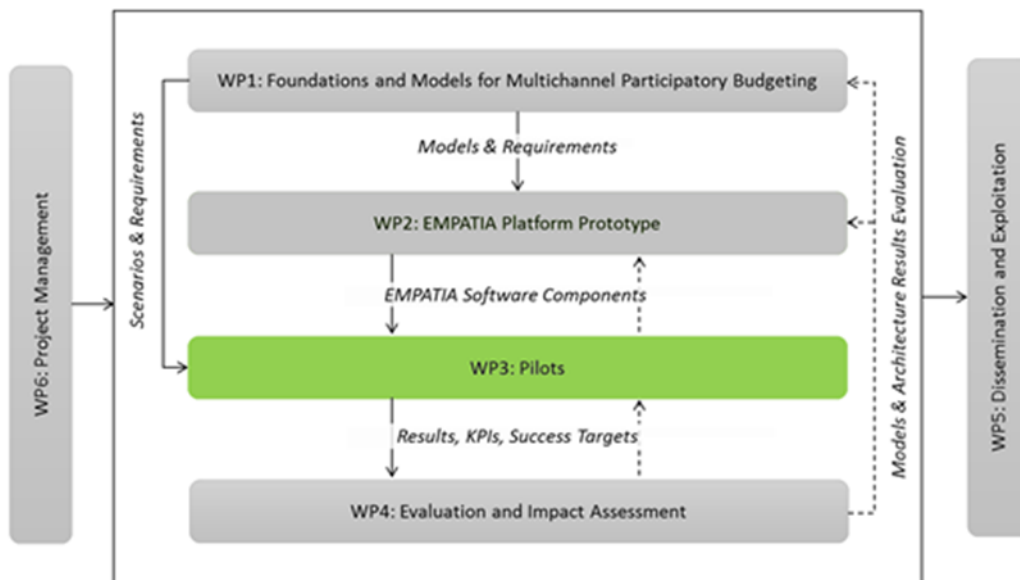 WP6: Project Management
Scenarios & Requirements
WP1: Foundations and Models for Multichannel Participatory Budgeting
Models & Requirements
WP2: EMPATIA Platform Prototype
EMPATIA Software Components
WP3: Pilots
Results, KPIs, Success Targets
WP4: Evaluation and Impact Assessment
Models & Architecture Results Evaluation
WP5: Dissemination and Exploitation